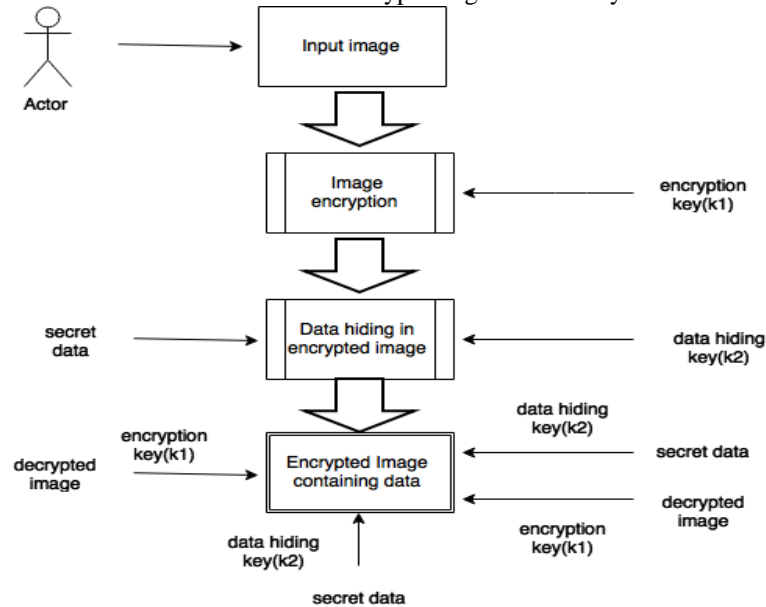 Input image
Actor
Image
encryption
encryption
key(k1)
secret
data
Data hiding in
encrypted image
data hiding
key(k2)
encryption
key(k1)
decrypted
image
Encrypted Image
containing data
data hiding
key(k2)
secret data
decrypted
image
encryption
key(k1)
data hiding
key(k2)
secret data